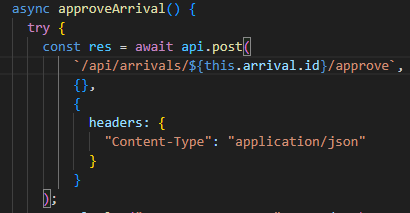 async approveArrival() {
try {
const res = await api.post(
`/api/arrivals/${this.arrival.id}/approve`,
{},
{
headers: {
"Content-Type": "application/json"
}
}
);